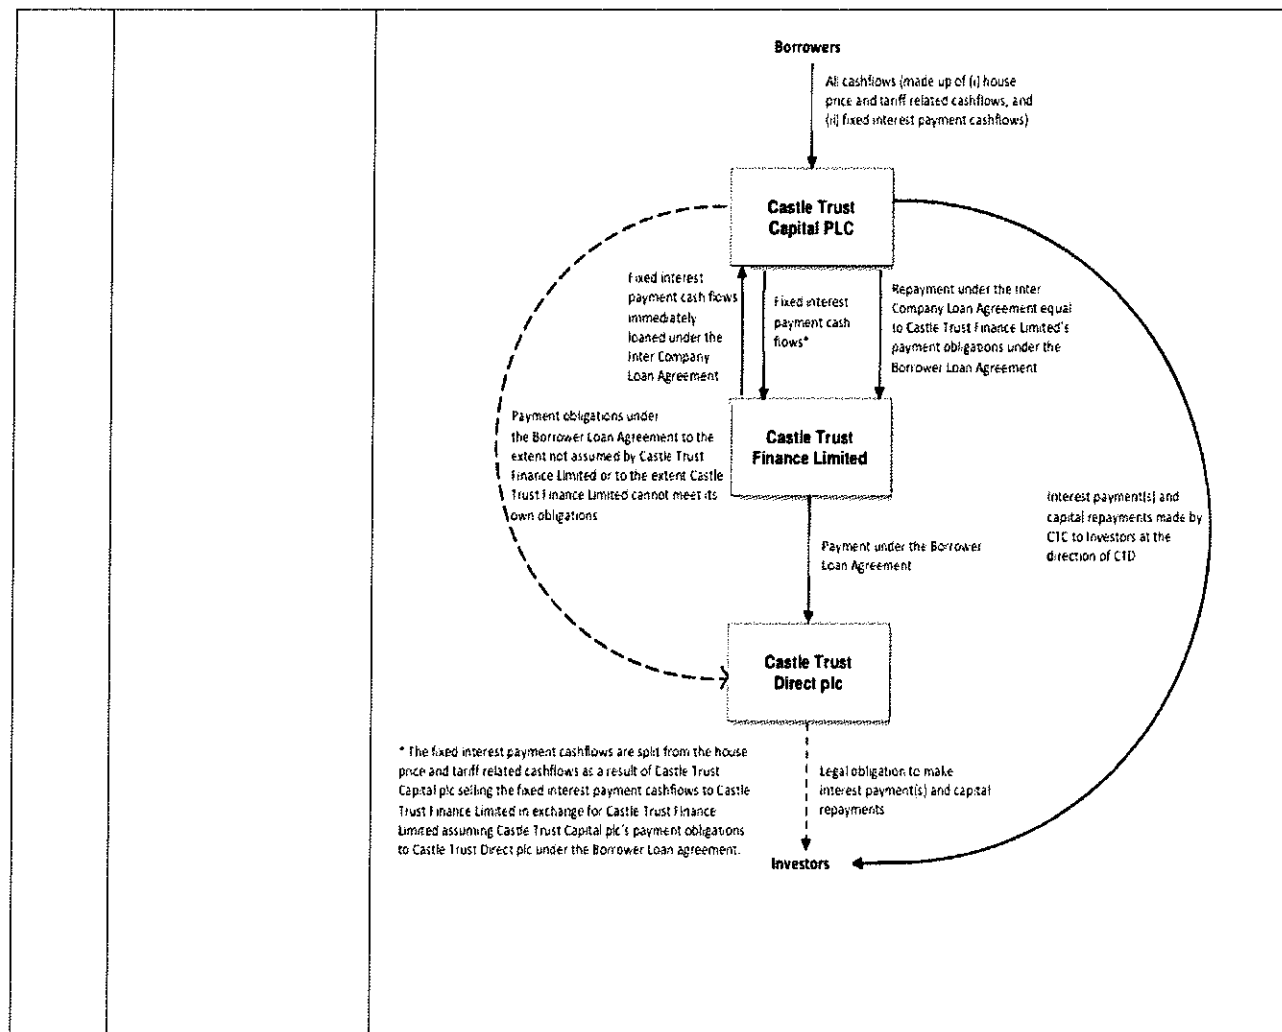 Borrowers
All cashflows (made up of (i) house
price and tariff related cashflows, and
(ii) fixed interest payment cashflows)
Castle Trust
Capital PLC
Fixed interest
payment cash flows
immediately
loaned under the
Inter Company
Loan Agreement
Fixed interest
payment cash
flows*
Repayment under the Inter
Company Loan Agreement equal
to Castle Trust Finance Limited's
payment obligations under the
Borrower Loan Agreement
Payment obligations under
the Borrower Loan Agreement to the
extent not assumed by Castle Trust
Finance Limited or to the extent Castle
Trust Finance Limited cannot meet its
own obligations
Castle Trust
Finance Limited
Interest payment(s) and
capital repayments made by
CTC to Investors at the
direction of CTD
Payment under the Borrower
Loan Agreement
Castle Trust
Direct plc
* The fixed interest payment cashflows are split from the house
price and tariff related cashflows as a result of Castle Trust
Capital plc selling the fixed interest payment cashflows to Castle
Trust Finance Limited in exchange for Castle Trust Finance
Limited assuming Castle Trust Capital plc's payment obligations
to Castle Trust Direct plc under the Borrower Loan agreement.
Legal obligation to make
interest payment(s) and capital
repayments
Investors